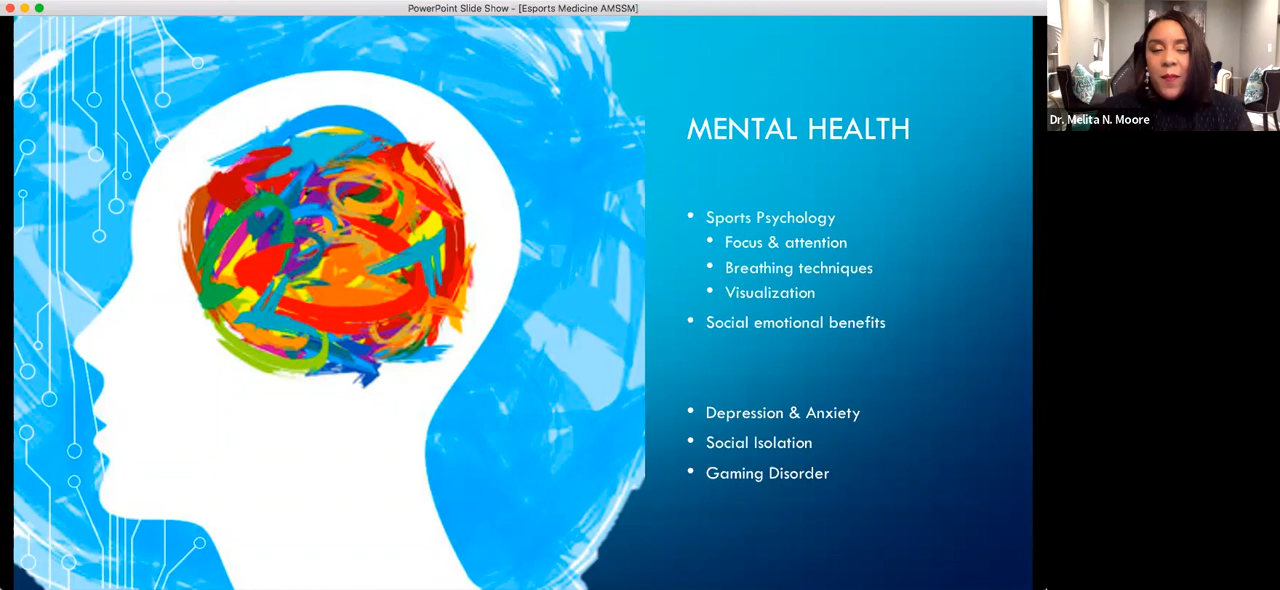 PowerPoint Slide Show - [Esports Medicine AMSSM]
MENTAL HEALTH
• Sports Psychology
• Focus & attention
• Breathing techniques
• Visualization
• Social emotional benefits
• Depression & Anxiety
• Social Isolation
• Gaming Disorder
Dr. Melita N. Moore